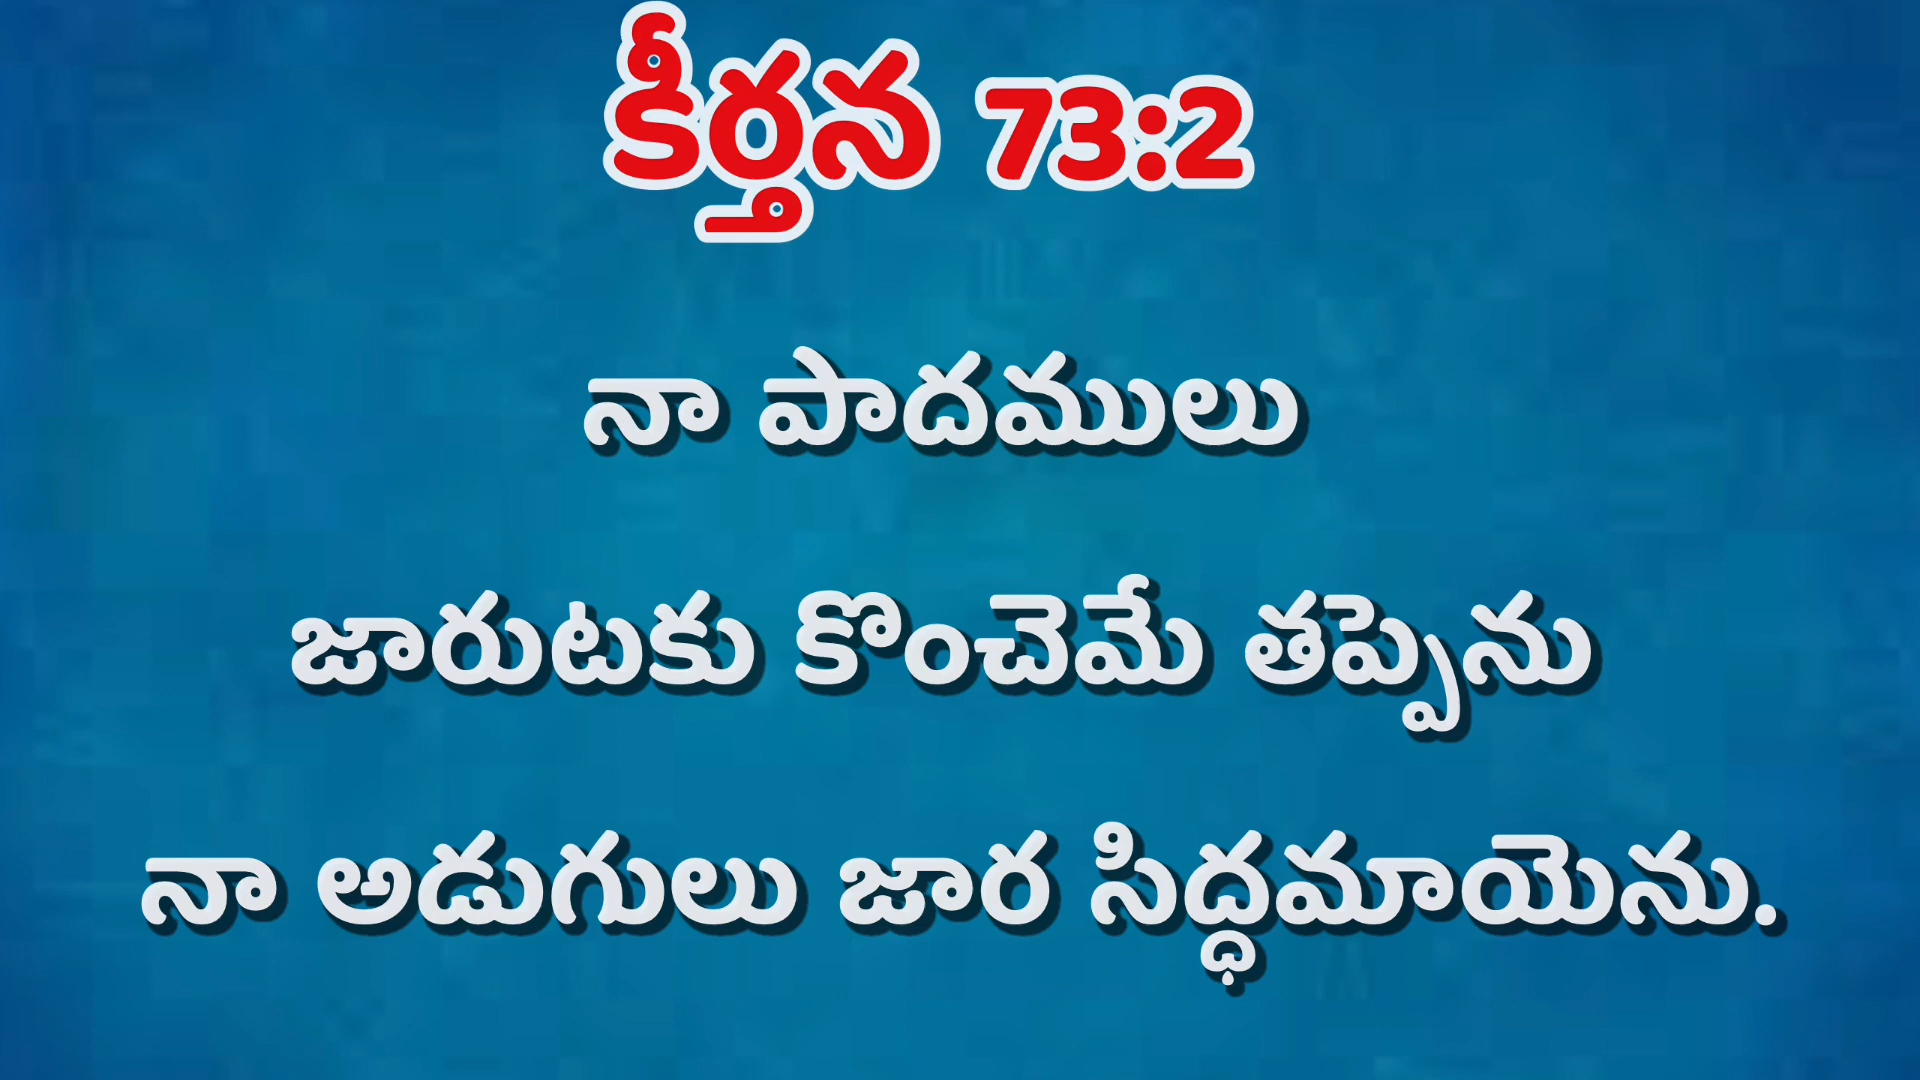 కీర్తన 73:2
నా పాదములు
జారుటకు కొంచెమే తప్పెను
నా అడుగులు జార సిద్ధమాయెను.